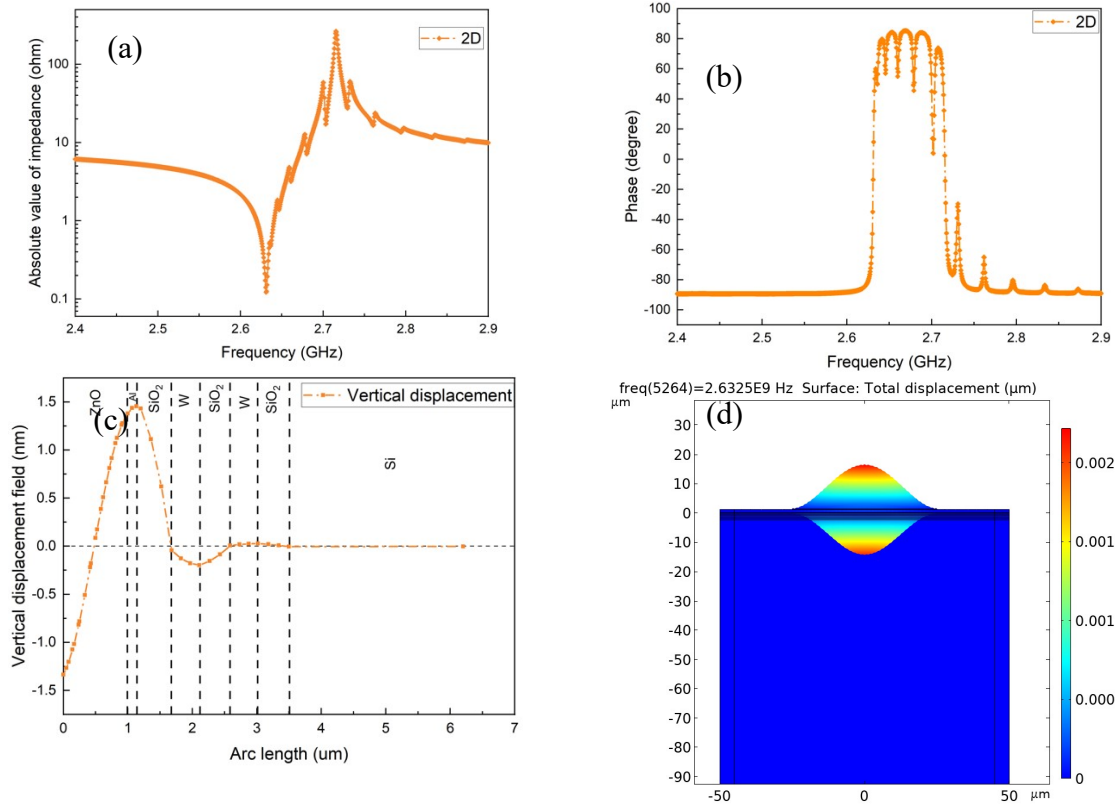 (a)
2D
Absolute value of impedance (ohm)
100
10
1
0.1
2.4
2.5
2.6
2.7
2.8
2.9
Frequency (GHz)
(b)
2D
Phase (degree)
100
80
60
40
20
0
-20
-40
-60
-80
-100
2.4
2.5
2.6
2.7
2.8
2.9
Frequency (GHz)
(c)
Vertical displacement
ZnO
Al
SiO2
W
SiO2
W
SiO2
Si
Vertical displacement field (nm)
1.5
1.0
0.5
0.0
-0.5
-1.0
-1.5
0
1
2
3
4
5
6
7
Arc length (um)
freq(5264)=2.6325E9 Hz Surface: Total displacement (μm)
μm
(d)
30
20
10
0
-10
-20
-30
-40
-50
-60
-70
-80
-90
-50
0
50
μm
0.002
0.001
0.001
0.000
0